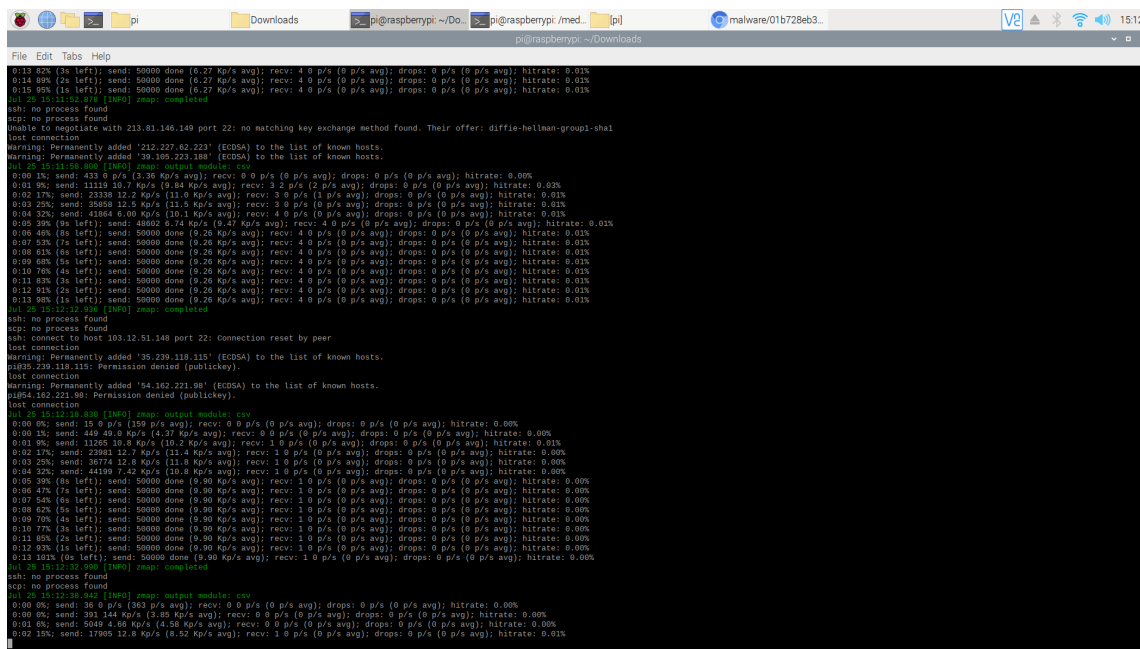 pi
Downloads
pi@raspberrypi: ~/Do...
pi@raspberrypi: /med...
[pi]
malware/01b728eb3...
15:12
pi@raspberrypi: ~/Downloads
File Edit Tabs Help
0:13 82% (3s left); send: 50000 done (6.27 Kp/s avg); recv: 4 0 p/s (0 p/s avg); drops: 0 p/s (0 p/s avg); hitrate: 0.01%
0:14 89% (2s left); send: 50000 done (6.27 Kp/s avg); recv: 4 0 p/s (0 p/s avg); drops: 0 p/s (0 p/s avg); hitrate: 0.01%
0:15 95% (1s left); send: 50000 done (6.27 Kp/s avg); recv: 4 0 p/s (0 p/s avg); drops: 0 p/s (0 p/s avg); hitrate: 0.01%
Jul 25 15:11:52.878 [INFO] zmap: completed
ssh: no process found
scp: no process found
Unable to negotiate with 213.81.146.149 port 22: no matching key exchange method found. Their offer: diffie-hellman-group1-sha1
lost connection
Warning: Permanently added '212.227.62.223' (ECDSA) to the list of known hosts.
Warning: Permanently added '39.105.223.188' (ECDSA) to the list of known hosts.
Jul 25 15:11:58.800 [INFO] zmap: output module: csv
0:00 1%; send: 433 0 p/s (3.36 Kp/s avg); recv: 0 0 p/s (0 p/s avg); drops: 0 p/s (0 p/s avg); hitrate: 0.00%
0:01 9%; send: 11119 10.7 Kp/s (9.84 Kp/s avg); recv: 3 2 p/s (2 p/s avg); drops: 0 p/s (0 p/s avg); hitrate: 0.03%
0:02 17%; send: 23338 12.2 Kp/s (11.0 Kp/s avg); recv: 3 0 p/s (1 p/s avg); drops: 0 p/s (0 p/s avg); hitrate: 0.01%
0:03 25%; send: 35858 12.5 Kp/s (11.5 Kp/s avg); recv: 3 0 p/s (0 p/s avg); drops: 0 p/s (0 p/s avg); hitrate: 0.01%
0:04 32%; send: 41864 6.00 Kp/s (10.1 Kp/s avg); recv: 4 0 p/s (0 p/s avg); drops: 0 p/s (0 p/s avg); hitrate: 0.01%
0:05 39% (9s left); send: 48602 6.74 Kp/s (9.47 Kp/s avg); recv: 4 0 p/s (0 p/s avg); drops: 0 p/s (0 p/s avg); hitrate: 0.01%
0:06 46% (8s left); send: 50000 done (9.26 Kp/s avg); recv: 4 0 p/s (0 p/s avg); drops: 0 p/s (0 p/s avg); hitrate: 0.01%
0:07 53% (7s left); send: 50000 done (9.26 Kp/s avg); recv: 4 0 p/s (0 p/s avg); drops: 0 p/s (0 p/s avg); hitrate: 0.01%
0:08 61% (6s left); send: 50000 done (9.26 Kp/s avg); recv: 4 0 p/s (0 p/s avg); drops: 0 p/s (0 p/s avg); hitrate: 0.01%
0:09 68% (5s left); send: 50000 done (9.26 Kp/s avg); recv: 4 0 p/s (0 p/s avg); drops: 0 p/s (0 p/s avg); hitrate: 0.01%
0:10 76% (4s left); send: 50000 done (9.26 Kp/s avg); recv: 4 0 p/s (0 p/s avg); drops: 0 p/s (0 p/s avg); hitrate: 0.01%
0:11 83% (3s left); send: 50000 done (9.26 Kp/s avg); recv: 4 0 p/s (0 p/s avg); drops: 0 p/s (0 p/s avg); hitrate: 0.01%
0:12 91% (2s left); send: 50000 done (9.26 Kp/s avg); recv: 4 0 p/s (0 p/s avg); drops: 0 p/s (0 p/s avg); hitrate: 0.01%
0:13 98% (1s left); send: 50000 done (9.26 Kp/s avg); recv: 4 0 p/s (0 p/s avg); drops: 0 p/s (0 p/s avg); hitrate: 0.01%
Jul 25 15:12:12.936 [INFO] zmap: completed
ssh: no process found
scp: no process found
ssh: connect to host 103.12.51.148 port 22: Connection reset by peer
lost connection
Warning: Permanently added '35.239.118.115' (ECDSA) to the list of known hosts.
pi@35.239.118.115: Permission denied (publickey).
lost connection
Warning: Permanently added '54.162.221.98' (ECDSA) to the list of known hosts.
pi@54.162.221.98: Permission denied (publickey).
lost connection
Jul 25 15:12:18.830 [INFO] zmap: output module: csv
0:00 0%; send: 15 0 p/s (159 p/s avg); recv: 0 0 p/s (0 p/s avg); drops: 0 p/s (0 p/s avg); hitrate: 0.00%
0:00 1%; send: 449 49.0 Kp/s (4.37 Kp/s avg); recv: 0 0 p/s (0 p/s avg); drops: 0 p/s (0 p/s avg); hitrate: 0.00%
0:01 9%; send: 11265 10.8 Kp/s (10.2 Kp/s avg); recv: 1 0 p/s (0 p/s avg); drops: 0 p/s (0 p/s avg); hitrate: 0.01%
0:02 17%; send: 23981 12.7 Kp/s (11.4 Kp/s avg); recv: 1 0 p/s (0 p/s avg); drops: 0 p/s (0 p/s avg); hitrate: 0.00%
0:03 25%; send: 36774 12.8 Kp/s (11.8 Kp/s avg); recv: 1 0 p/s (0 p/s avg); drops: 0 p/s (0 p/s avg); hitrate: 0.00%
0:04 32%; send: 44199 7.42 Kp/s (10.8 Kp/s avg); recv: 1 0 p/s (0 p/s avg); drops: 0 p/s (0 p/s avg); hitrate: 0.00%
0:05 39% (8s left); send: 50000 done (9.90 Kp/s avg); recv: 1 0 p/s (0 p/s avg); drops: 0 p/s (0 p/s avg); hitrate: 0.00%
0:06 47% (7s left); send: 50000 done (9.90 Kp/s avg); recv: 1 0 p/s (0 p/s avg); drops: 0 p/s (0 p/s avg); hitrate: 0.00%
0:07 54% (6s left); send: 50000 done (9.90 Kp/s avg); recv: 1 0 p/s (0 p/s avg); drops: 0 p/s (0 p/s avg); hitrate: 0.00%
0:08 62% (5s left); send: 50000 done (9.90 Kp/s avg); recv: 1 0 p/s (0 p/s avg); drops: 0 p/s (0 p/s avg); hitrate: 0.00%
0:09 70% (4s left); send: 50000 done (9.90 Kp/s avg); recv: 1 0 p/s (0 p/s avg); drops: 0 p/s (0 p/s avg); hitrate: 0.00%
0:10 77% (3s left); send: 50000 done (9.90 Kp/s avg); recv: 1 0 p/s (0 p/s avg); drops: 0 p/s (0 p/s avg); hitrate: 0.00%
0:11 85% (2s left); send: 50000 done (9.90 Kp/s avg); recv: 1 0 p/s (0 p/s avg); drops: 0 p/s (0 p/s avg); hitrate: 0.00%
0:12 93% (1s left); send: 50000 done (9.90 Kp/s avg); recv: 1 0 p/s (0 p/s avg); drops: 0 p/s (0 p/s avg); hitrate: 0.00%
0:13 101% (0s left); send: 50000 done (9.90 Kp/s avg); recv: 1 0 p/s (0 p/s avg); drops: 0 p/s (0 p/s avg); hitrate: 0.00%
Jul 25 15:12:32.990 [INFO] zmap: completed
ssh: no process found
scp: no process found
Jul 25 15:12:38.942 [INFO] zmap: output module: csv
0:00 0%; send: 36 0 p/s (363 p/s avg); recv: 0 0 p/s (0 p/s avg); drops: 0 p/s (0 p/s avg); hitrate: 0.00%
0:00 0%; send: 391 144 Kp/s (3.85 Kp/s avg); recv: 0 0 p/s (0 p/s avg); drops: 0 p/s (0 p/s avg); hitrate: 0.00%
0:01 6%; send: 5049 4.66 Kp/s (4.58 Kp/s avg); recv: 0 0 p/s (0 p/s avg); drops: 0 p/s (0 p/s avg); hitrate: 0.00%
0:02 15%; send: 17905 12.8 Kp/s (8.52 Kp/s avg); recv: 1 0 p/s (0 p/s avg); drops: 0 p/s (0 p/s avg); hitrate: 0.01%